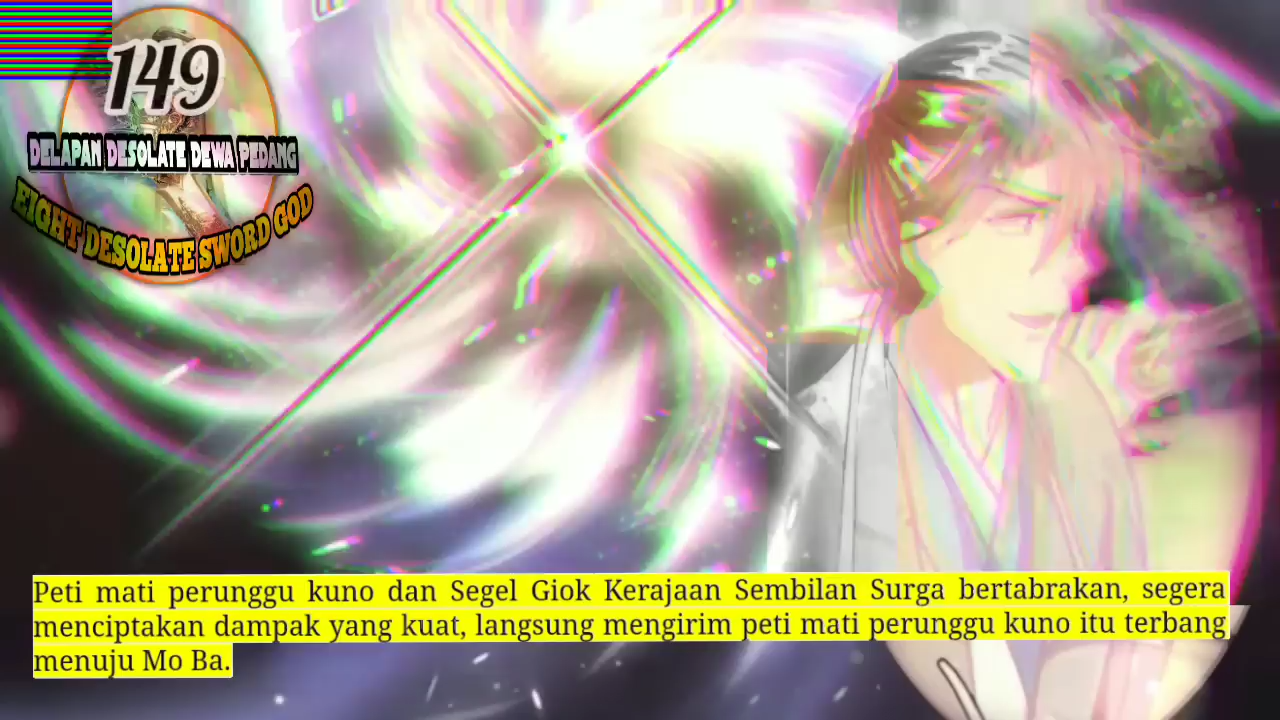 149
DELAPAN DESOLATE DEWA PEDANG
EIGHT DESOLATE SWORD GOD
Peti mati perunggu kuno dan Segel Giok Kerajaan Sembilan Surga bertabrakan, segera
menciptakan dampak yang kuat, langsung mengirim peti mati perunggu kuno itu terbang
menuju Mo Ba.